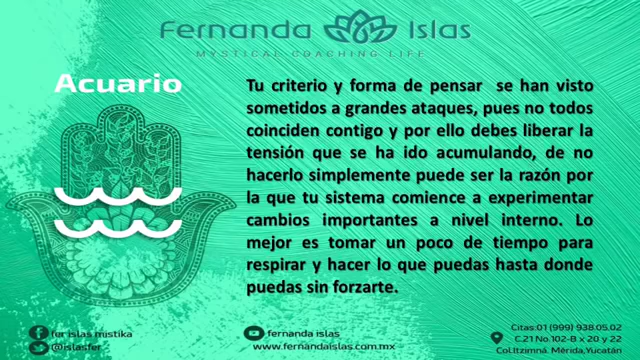 Fernanda Islas
MYSTICAL COACHING LIFE
Acuario
Tu criterio y forma de pensar se han visto
sometidos a grandes ataques, pues no todos
coinciden contigo y por ello debes liberar la
tensión que se ha ido acumulando, de no
hacerlo simplemente puede ser la razón por
la que tu sistema comience a experimentar
cambios importantes a nivel interno. Lo
mejor es tomar un poco de tiempo para
respirar y hacer lo que puedas hasta donde
puedas sin forzarte.
fer islas mistika
@islasfer
fernanda islas
www.fernandaislas.com.mx
Citas:01 (999) 938.05.02
C.21 No.102-B x 20 y 22
Col.Itzimná. Mérida,Yucatán